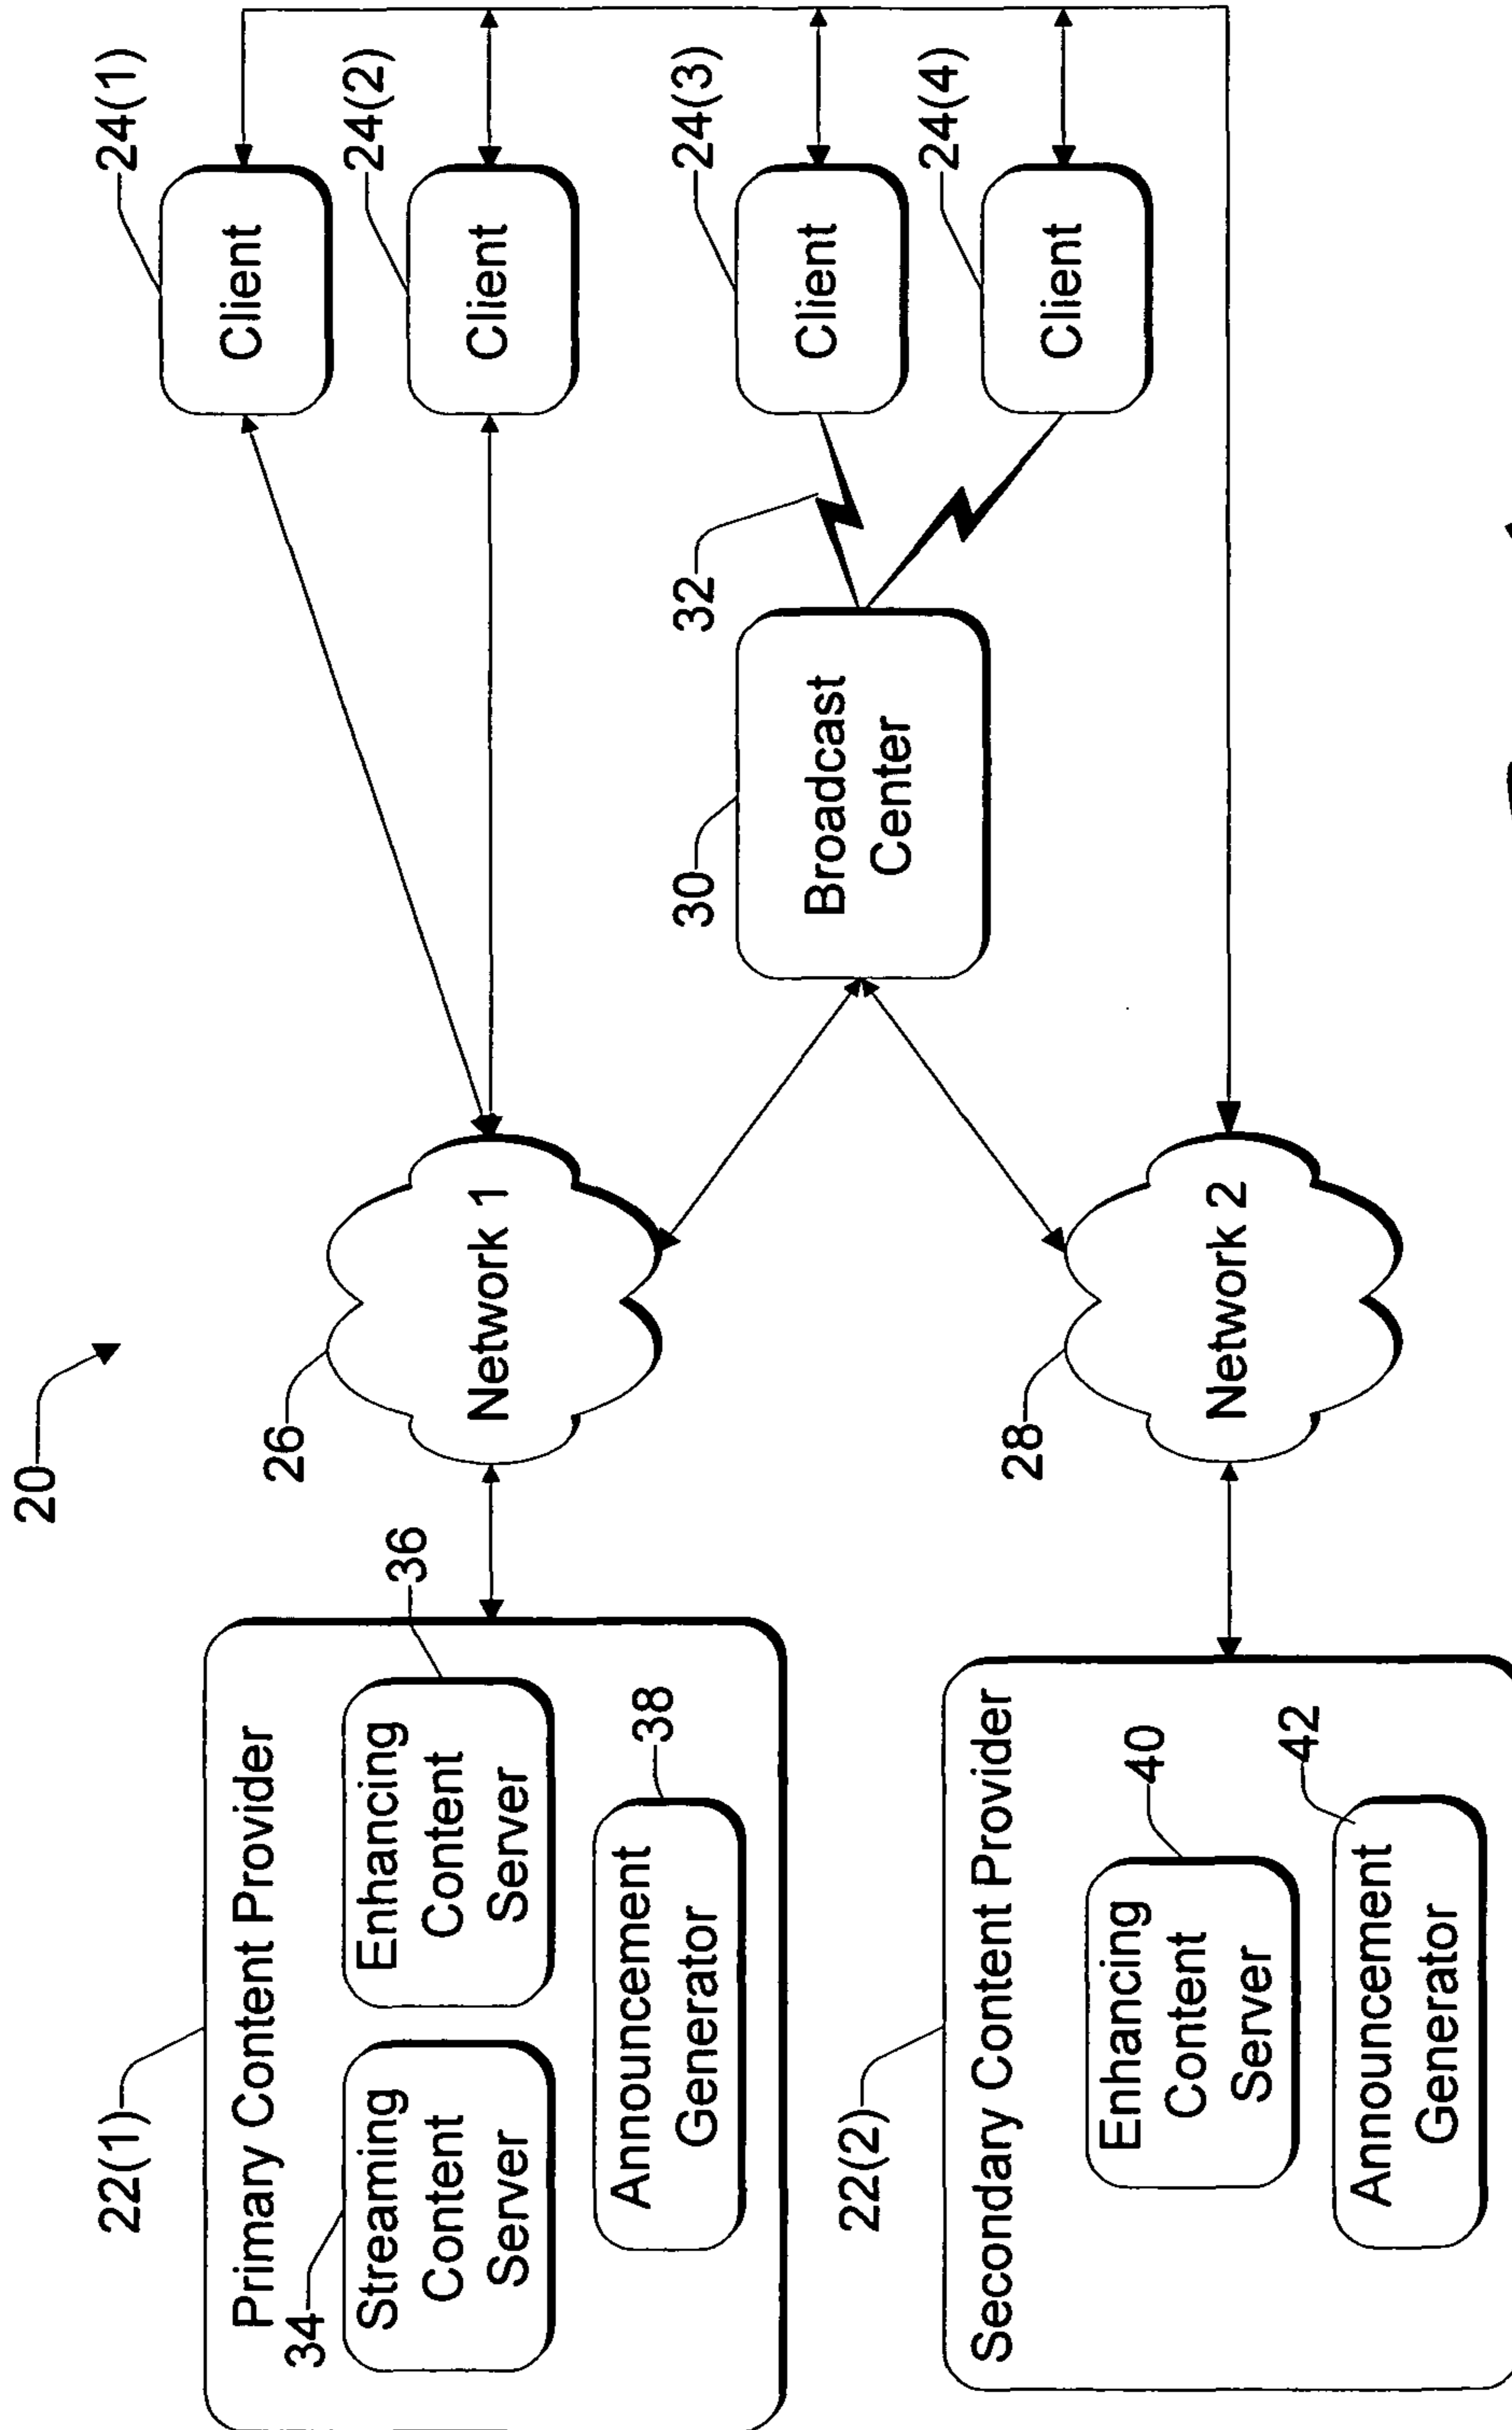 20
22(1)
Primary Content Provider
34
Streaming
Content
Server
36
Enhancing
Content
Server
38
Announcement
Generator
26
Network 1
24(1)
Client
24(2)
Client
30
Broadcast
Center
32
24(3)
Client
24(4)
Client
22(2)
Secondary Content Provider
40
Enhancing
Content
Server
42
Announcement
Generator
28
Network 2